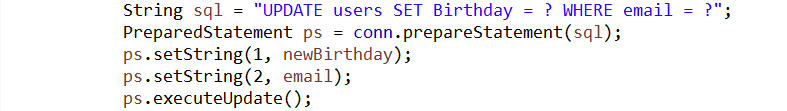 String sql = "UPDATE users SET Birthday = ? WHERE email = ?";
PreparedStatement ps = conn.prepareStatement(sql);
ps.setString(1, newBirthday);
ps.setString(2, email);
ps.executeUpdate();